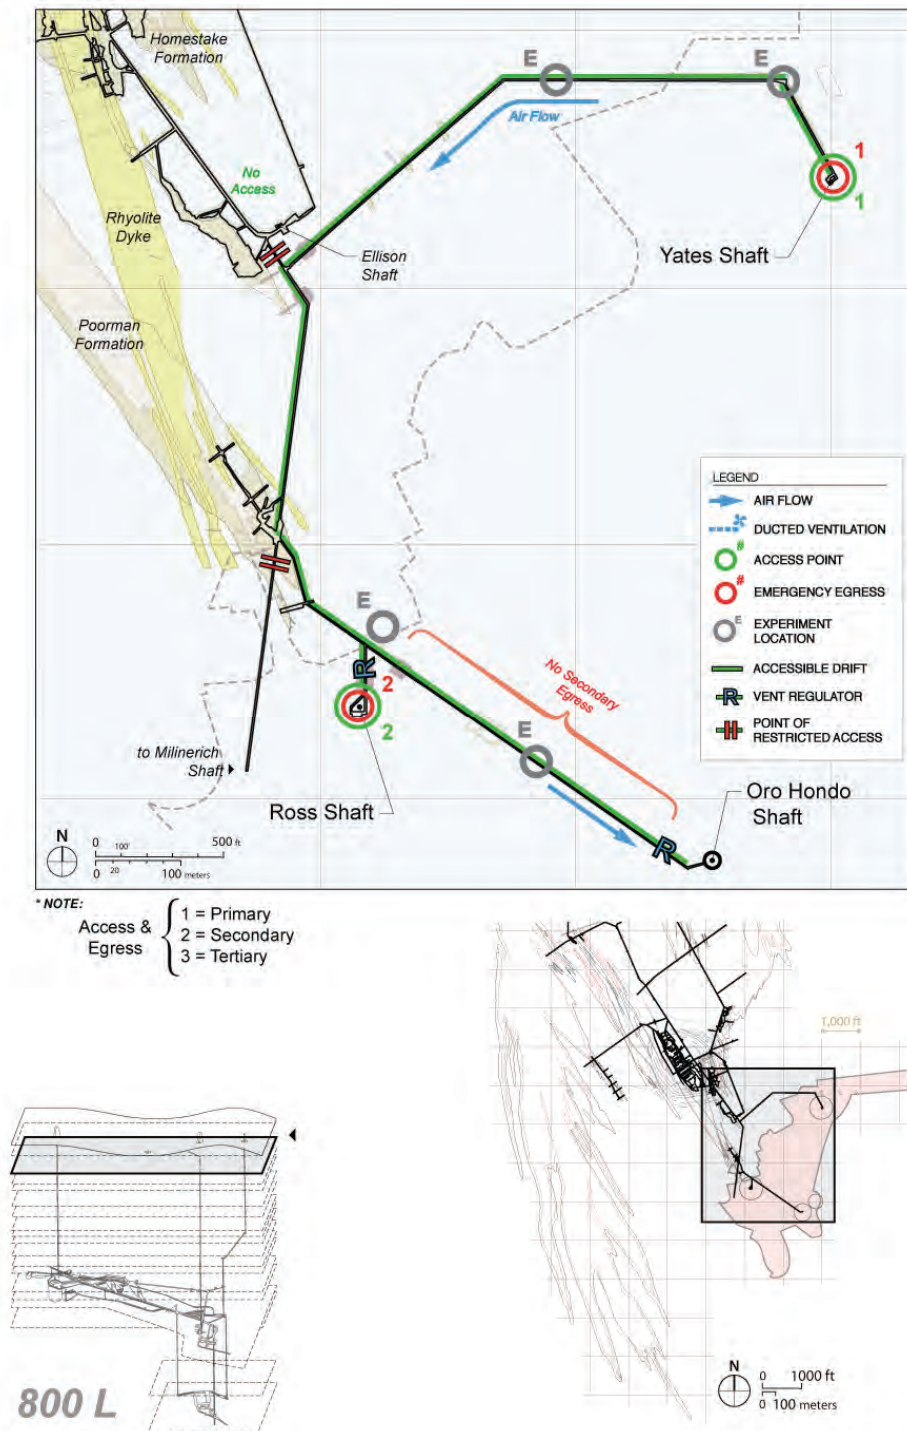 Homestake
Formation
E
E
Air Flow
1
No
Access
1
Rhyolite
Dyke
Ellison
Shaft
Yates Shaft
Poorman
Formation
LEGEND
AIR FLOW
DUCTED VENTILATION
#
ACCESS POINT
#
EMERGENCY EGRESS
E
EXPERIMENT
LOCATION
ACCESSIBLE DRIFT
R
VENT REGULATOR
POINT OF
RESTRICTED ACCESS
E
No Secondary
Egress
R
2
2
E
to Milinerich
Shaft
Ross Shaft
Oro Hondo
Shaft
R
N
0 100' 500 ft
0 20 100 meters
* NOTE:
Access &
Egress
1 = Primary
2 = Secondary
3 = Tertiary
1,000 ft
800 L
N
0 1000 ft
0 100 meters